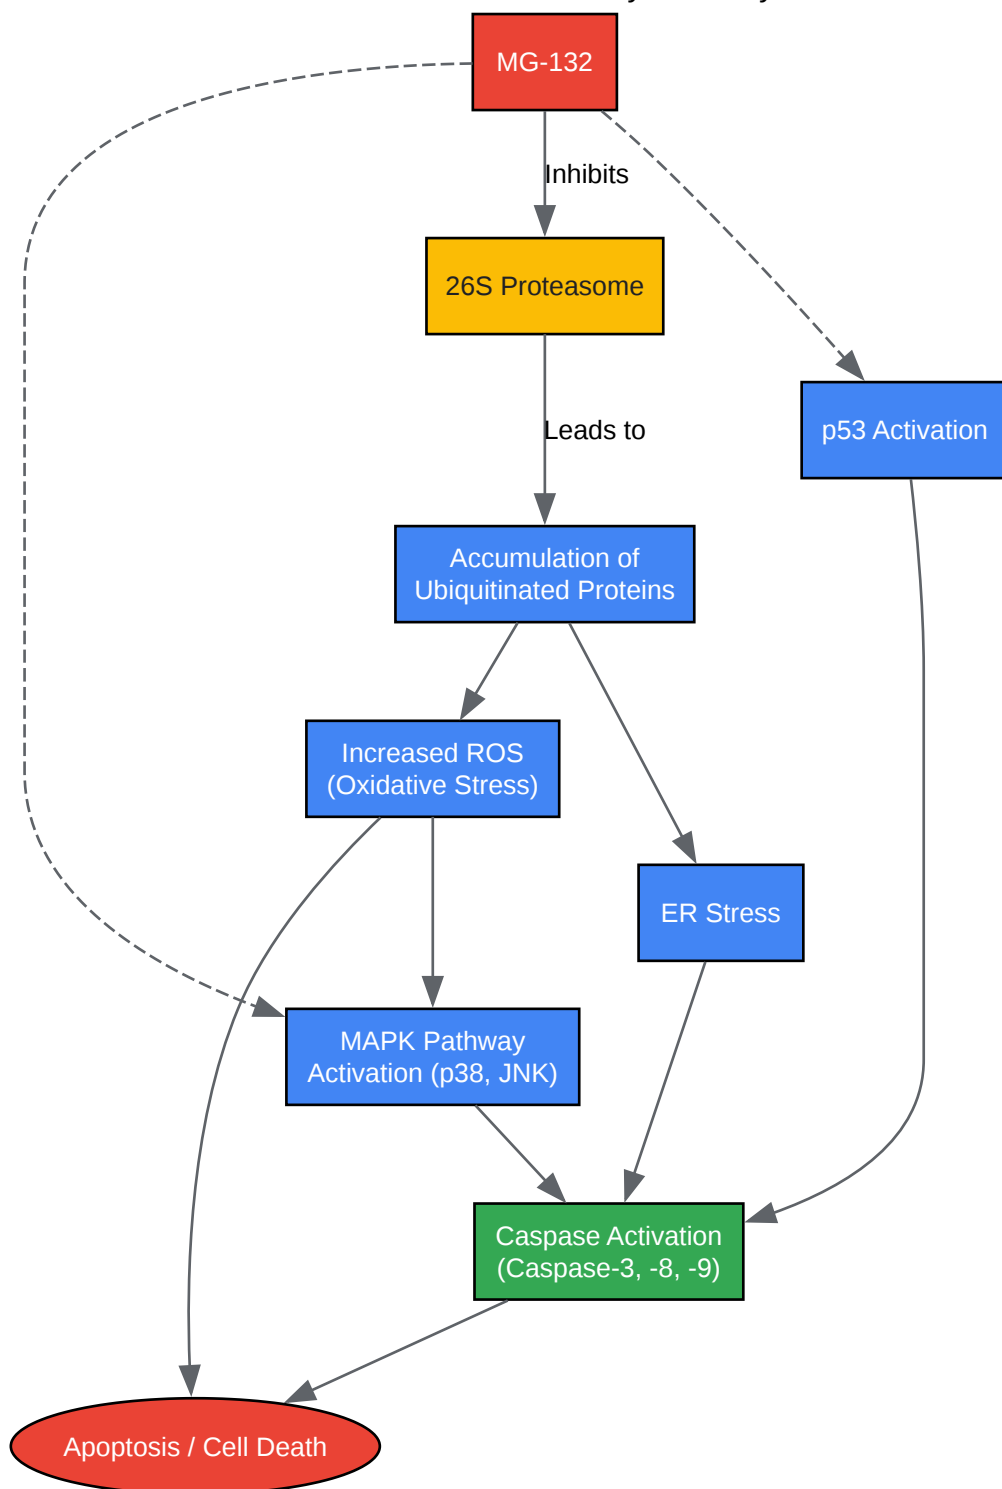 MG-132
Inhibits
26S Proteasome
Leads to
p53 Activation
Accumulation of
Ubiquitinated Proteins
Increased ROS
(Oxidative Stress)
ER Stress
MAPK Pathway
Activation (p38, JNK)
Caspase Activation
(Caspase-3, -8, -9)
Apoptosis / Cell Death